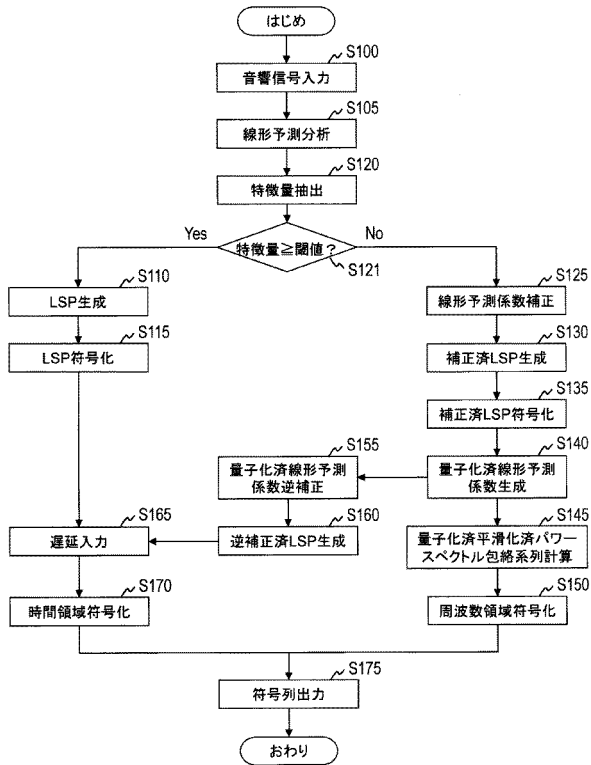 はじめ
S100
音響信号入力
S105
線形予測分析
S120
特徴量抽出
Yes
特徴量≧閾値?
No
S121
S110
LSP生成
S115
LSP符号化
S125
線形予測係数補正
S130
補正済LSP生成
S135
補正済LSP符号化
S140
量子化済線形予測
係数生成
S155
量子化済線形予測
係数逆補正
S160
逆補正済LSP生成
S145
量子化済平滑化済パワー
スペクトル包絡系列計算
S165
遅延入力
S170
時間領域符号化
S150
周波数領域符号化
S175
符号列出力
おわり